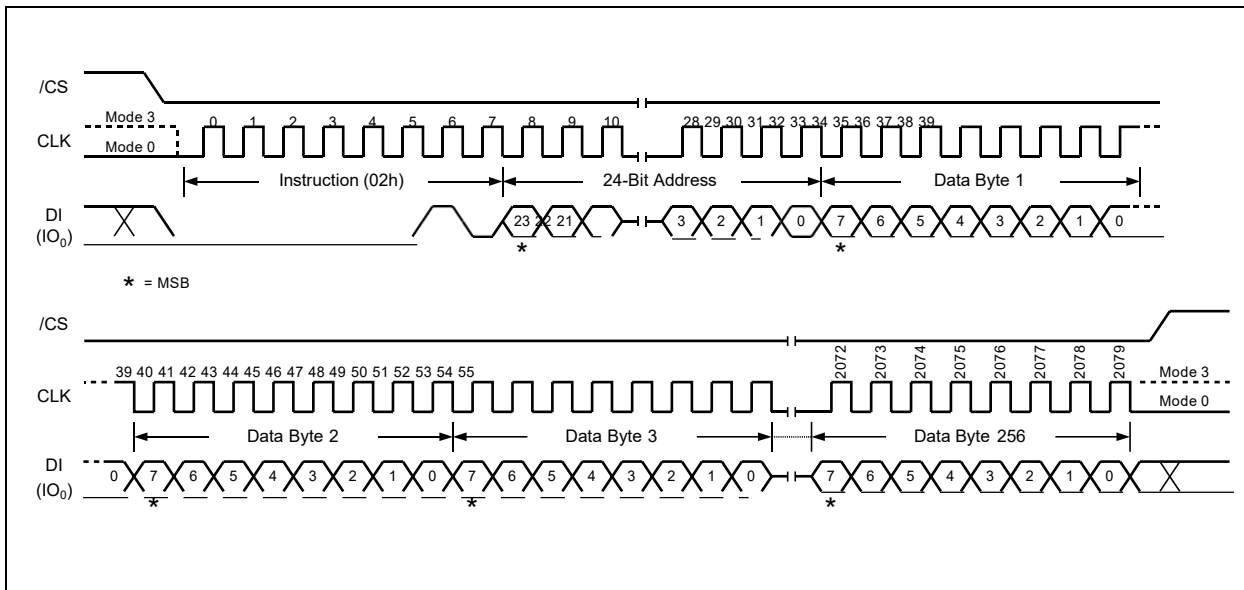 /CS
Mode 3
0 1 2 3 4 5 6 7 8 9 10 28 29 30 31 32 33 34 35 36 37 38 39
CLK
Mode 0
Instruction (02h) 24-Bit Address Data Byte 1
DI
(IO0)
23 22 21 3 2 1 0 7 6 5 4 3 2 1 0
* *
* = MSB
/CS
2072 2073 2074 2075 2076 2077 2078 2079
39 40 41 42 43 44 45 46 47 48 49 50 51 52 53 54 55
Mode 3
CLK
Mode 0
Data Byte 2 Data Byte 3 Data Byte 256
DI
(IO0)
0 7 6 5 4 3 2 1 0 7 6 5 4 3 2 1 0 7 6 5 4 3 2 1 0
* * *